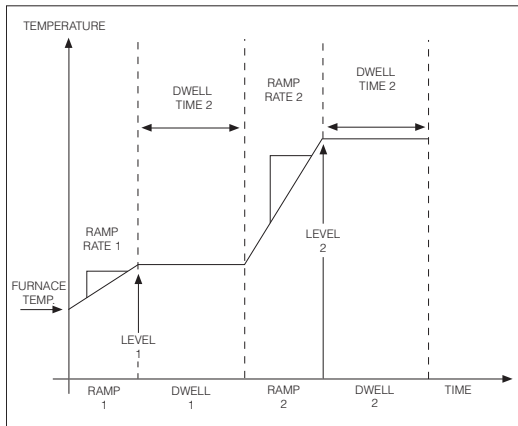 TEMPERATURE
DWELL
TIME 2
RAMP
RATE 2
DWELL
TIME 2
RAMP
RATE 1
LEVEL
2
FURNACE
TEMP.
LEVEL
1
RAMP
1
DWELL
1
RAMP
2
DWELL
2
TIME